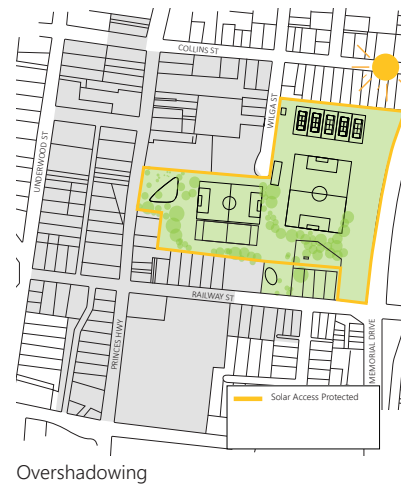 COLLINS ST
WILGA ST
UNDERWOOD ST
RAILWAY ST
PRINCES HWY
MEMORIAL DRIVE
Solar Access Protected
Overshadowing